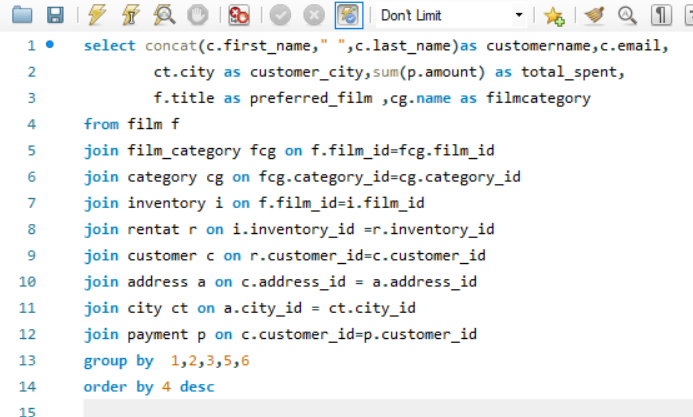 Don't Limit
1 select concat(c.first_name," ",c.last_name)as customername,c.email,
2 ct.city as customer_city,sum(p.amount) as total_spent,
3 f.title as preferred_film ,cg.name as filmcategory
4 from film f
5 join film_category fcg on f.film_id=fcg.film_id
6 join category cg on fcg.category_id=cg.category_id
7 join inventory i on f.film_id=i.film_id
8 join rentat r on i.inventory_id =r.inventory_id
9 join customer c on r.customer_id=c.customer_id
10 join address a on c.address_id = a.address_id
11 join city ct on a.city_id = ct.city_id
12 join payment p on c.customer_id=p.customer_id
13 group by 1,2,3,5,6
14 order by 4 desc
15